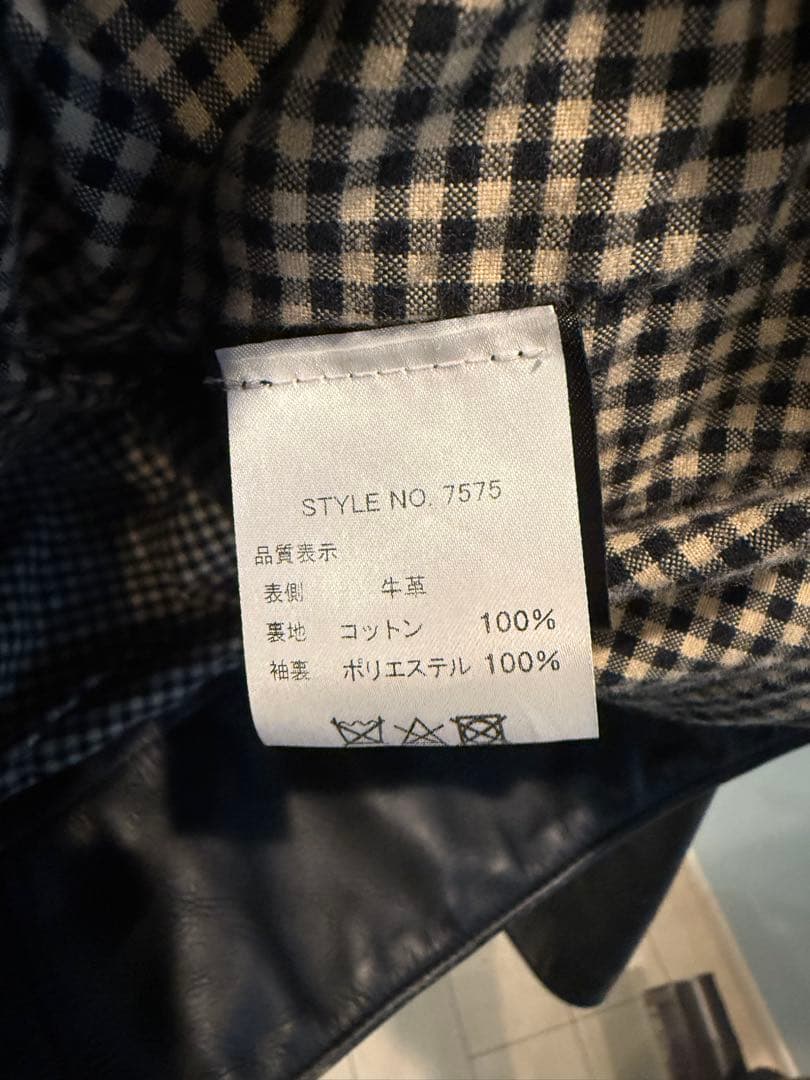 STYLE NO. 7575
品質表示
表側 牛革
裏地 コットン 100%
袖裏 ポリエステル 100%